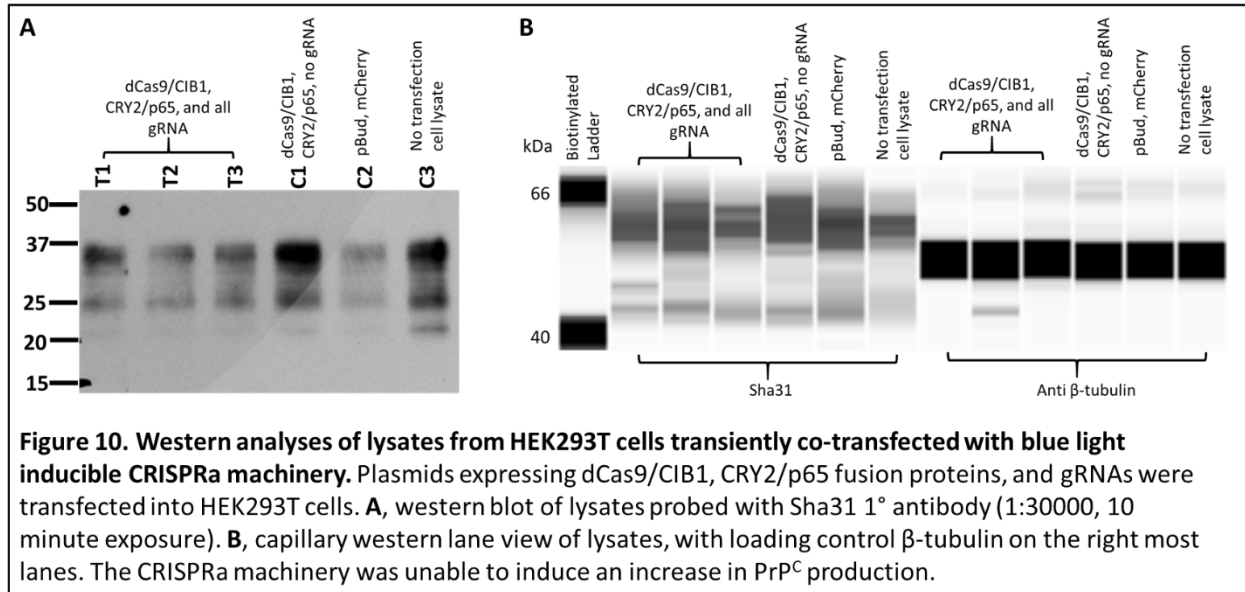 A
dCas9/CIB1,
CRY2/p65, and all
gRNA
dCas9/CIB1,
CRY2/p65, no gRNA
pBud, mCherry
No transfection
cell lysate
T1
T2
T3
C1
C2
C3
50
37
25
20
15
B
kDa
Biotinylated
Ladder
dCas9/CIB1,
CRY2/p65, and all
gRNA
dCas9/CIB1,
CRY2/p65, no gRNA
pBud, mCherry
No transfection
cell lysate
dCas9/CIB1,
CRY2/p65, and all
gRNA
dCas9/CIB1,
CRY2/p65, no gRNA
pBud, mCherry
No transfection
cell lysate
66
40
Sha31
Anti β-tubulin
Figure 10. Western analyses of lysates from HEK293T cells transiently co-transfected with blue light
inducible CRISPRa machinery. Plasmids expressing dCas9/CIB1, CRY2/p65 fusion proteins, and gRNAs were
transfected into HEK293T cells. A, western blot of lysates probed with Sha31 1° antibody (1:30000, 10
minute exposure). B, capillary western lane view of lysates, with loading control β-tubulin on the right most
lanes. The CRISPRa machinery was unable to induce an increase in PrPᶜ production.